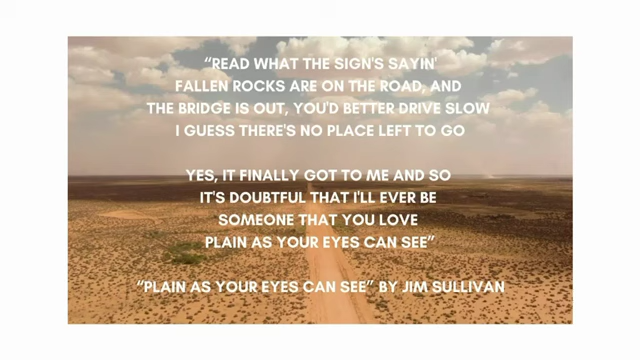 “READ WHAT THE SIGN'S SAYIN'
FALLEN ROCKS ARE ON THE ROAD, AND
THE BRIDGE IS OUT, YOU'D BETTER DRIVE SLOW
I GUESS THERE'S NO PLACE LEFT TO GO
YES, IT FINALLY GOT TO ME AND SO
IT'S DOUBTFUL THAT I'LL EVER BE
SOMEONE THAT YOU LOVE
PLAIN AS YOUR EYES CAN SEE”
“PLAIN AS YOUR EYES CAN SEE” BY JIM SULLIVAN